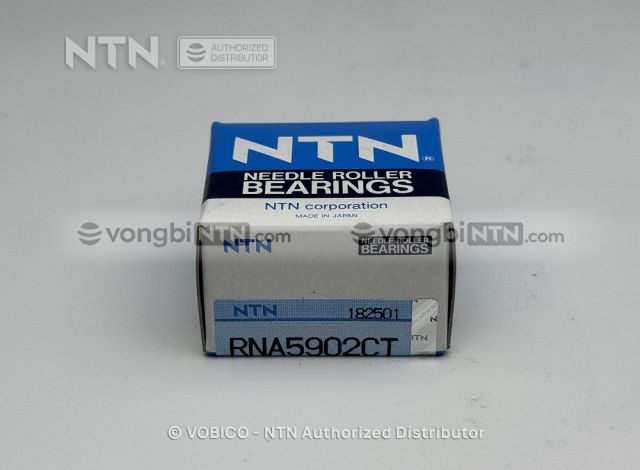 NTN® AUTHORIZED
DISTRIBUTOR
NTN®
NEEDLE ROLLER
BEARINGS
NTN corporation
MADE IN JAPAN
vongbiNTN.com
vongbiNTN.com
NTN
NEEDLE ROLLER
BEARINGS
NTN 182501
RNA5902CT
© VOBICO - NTN Authorized Distributor